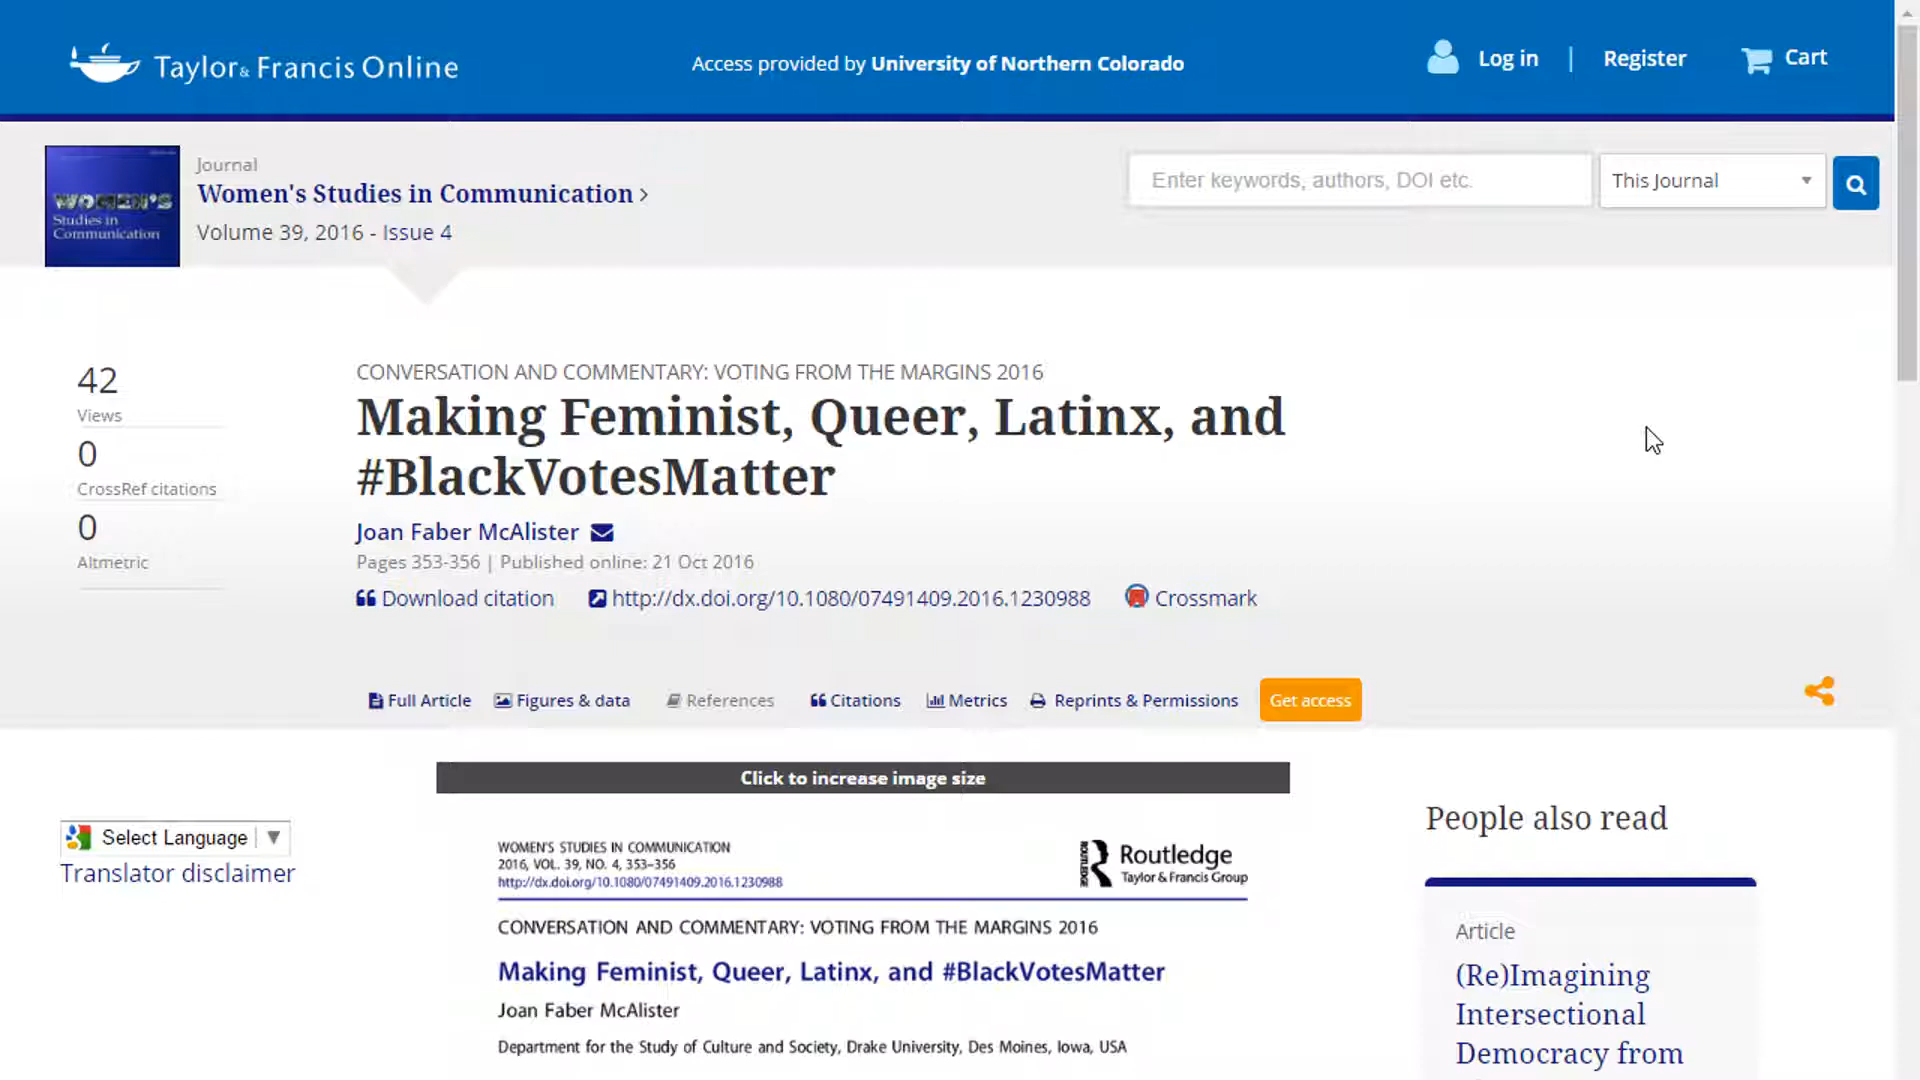 Taylor & Francis Online
Access provided by University of Northern Colorado
Log in | Register
Cart
WOMEN'S
Studies in
Communication
Journal
Women's Studies in Communication >
Volume 39, 2016 - Issue 4
Enter keywords, authors, DOI etc.
This Journal
42
Views
0
CrossRef citations
0
Altmetric
CONVERSATION AND COMMENTARY: VOTING FROM THE MARGINS 2016
Making Feminist, Queer, Latinx, and
#BlackVotesMatter
Joan Faber McAlister
Pages 353-356 | Published online: 21 Oct 2016
Download citation
http://dx.doi.org/10.1080/07491409.2016.1230988
Crossmark
Full Article
Figures & data
References
Citations
Metrics
Reprints & Permissions
Get access
Select Language
Translator disclaimer
Click to increase image size
WOMEN'S STUDIES IN COMMUNICATION
2016, VOL. 39, NO. 4, 353–356
http://dx.doi.org/10.1080/07491409.2016.1230988
ROUTLEDGE
Routledge
Taylor & Francis Group
CONVERSATION AND COMMENTARY: VOTING FROM THE MARGINS 2016
Making Feminist, Queer, Latinx, and #BlackVotesMatter
Joan Faber McAlister
Department for the Study of Culture and Society, Drake University, Des Moines, Iowa, USA
People also read
Article
(Re)Imagining
Intersectional
Democracy from